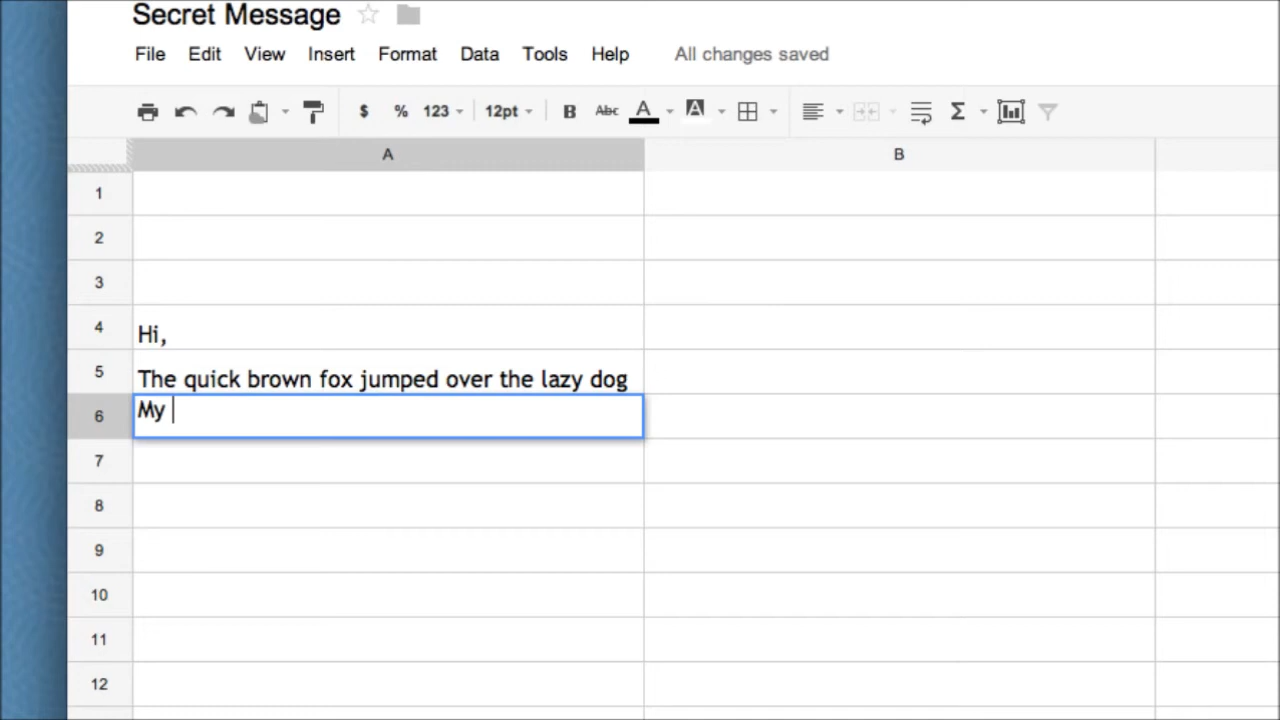 Secret Message
File Edit View Insert Format Data Tools Help All changes saved
$ % 123 12pt B Abc A A Σ
A B
1
2
3
4 Hi,
5 The quick brown fox jumped over the lazy dog
6 My
7
8
9
10
11
12